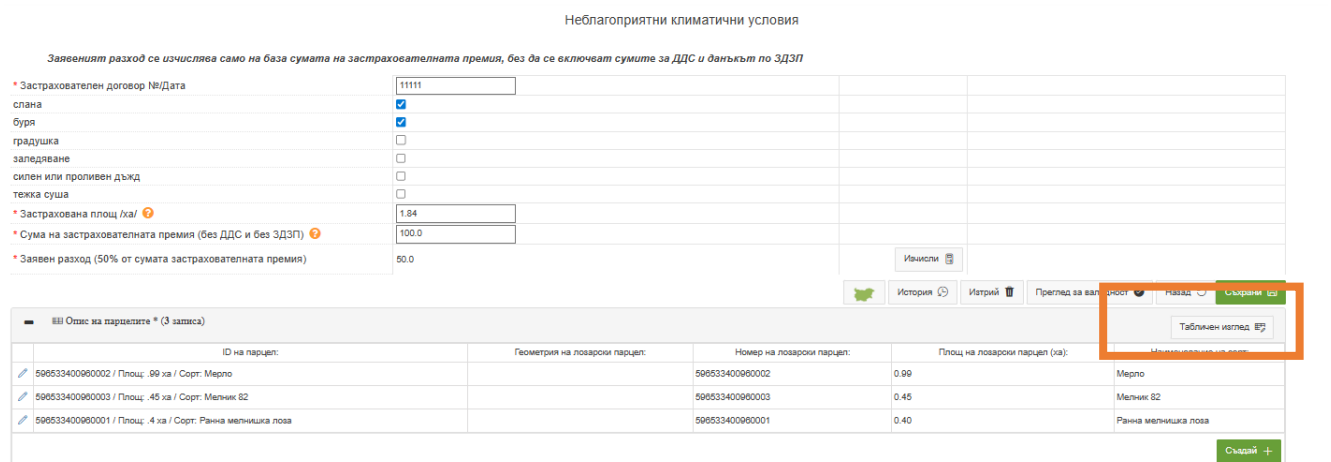 Неблагоприятни климатични условия
Заявеният разход се изчислява само на база сумата на застрахователната премия, без да се включват сумите за ДДС и данъкът по ЗДЗП
* Застрахователен договор №/Дата 11111
слана
буря
градушка
заледяване
силен или проливен дъжд
тежка суша
* Застрахована площ /ха/ ? 1.84
* Сума на застрахователната премия (без ДДС и без ЗДЗП) ? 100.0
* Заявен разход (50% от сумата застрахователната премия) 50.0 Изчисли
История Изтрий Преглед за валидност Назад Съхрани
Опис на парцелите * (3 записа) Табличен изглед
ID на парцел: Геометрия на лозарски парцел: Номер на лозарски парцел: Площ на лозарски парцел (ха): Наименование на сорт:
596533400960002 / Площ: .99 ха / Сорт: Мерло 596533400960002 0.99 Мерло
596533400960003 / Площ: .45 ха / Сорт: Мелник 82 596533400960003 0.45 Мелник 82
596533400960001 / Площ: .4 ха / Сорт: Ранна мелнишка лоза 596533400960001 0.40 Ранна мелнишка лоза
Създай +